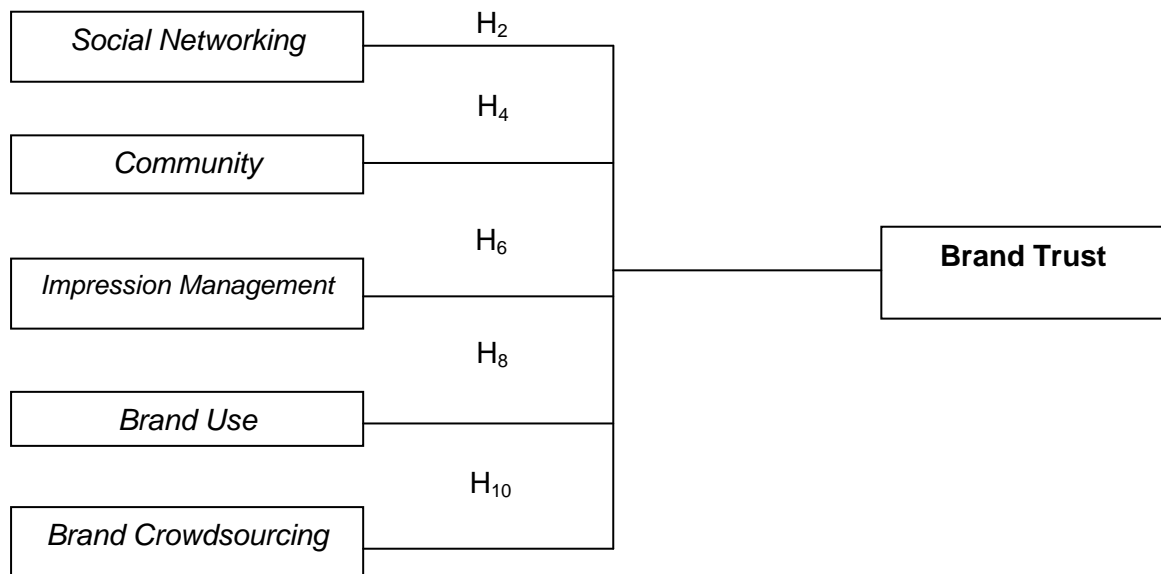 Social Networking
H₂
H₄
Community
H₆
Brand Trust
Impression Management
H₈
Brand Use
H₁₀
Brand Crowdsourcing